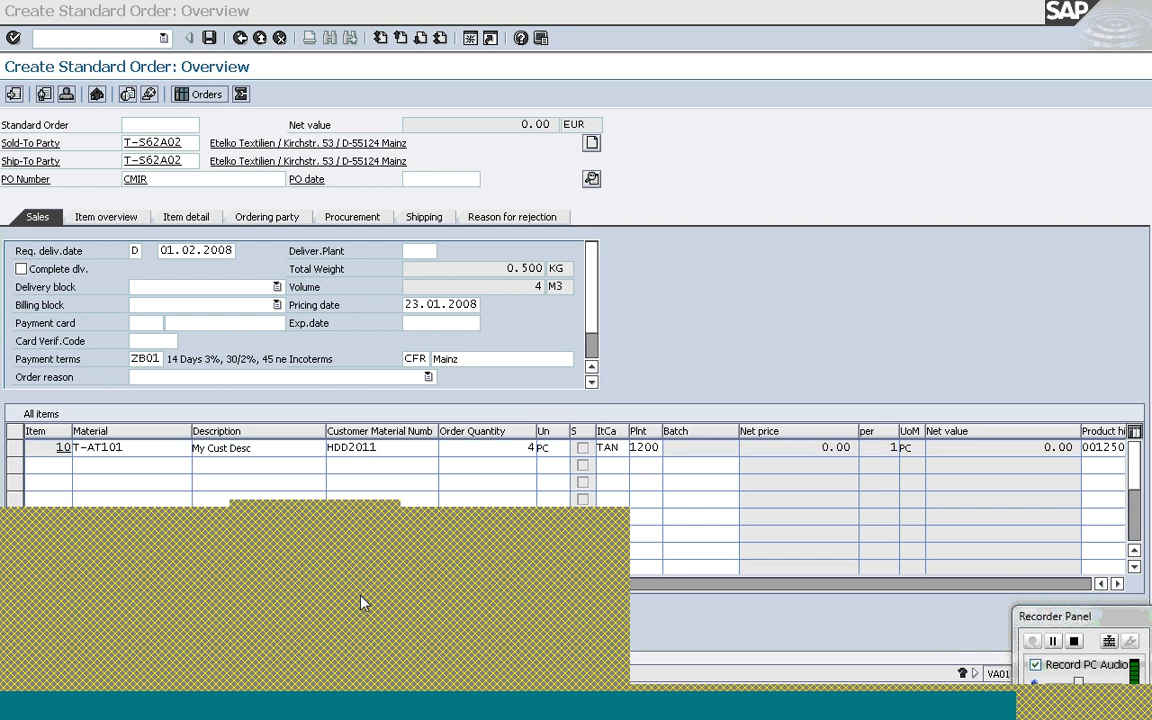 Create Standard Order: Overview
SAP
Create Standard Order: Overview
Orders
Standard Order Net value 0.00 EUR
Sold-To Party T-S62A02 Etelko Textilien / Kirchstr. 53 / D-55124 Mainz
Ship-To Party T-S62A02 Etelko Textilien / Kirchstr. 53 / D-55124 Mainz
PO Number CMIR PO date
Sales Item overview Item detail Ordering party Procurement Shipping Reason for rejection
Req. deliv.date D 01.02.2008 Deliver.Plant
Complete dlv. Total Weight 0.500 KG
Delivery block Volume 4 M3
Billing block Pricing date 23.01.2008
Payment card Exp.date
Card Verif.Code
Payment terms ZB01 14 Days 3%, 30/2%, 45 ne Incoterms CFR Mainz
Order reason
All items
Item Material Description Customer Material Numb Order Quantity Un S ItCa Plnt Batch Net price per UoM Net value Product hi
10 T-AT101 My Cust Desc HDD2011 4 PC TAN 1200 0.00 1 PC 0.00 001250
Recorder Panel
Record PC Audio
VA01